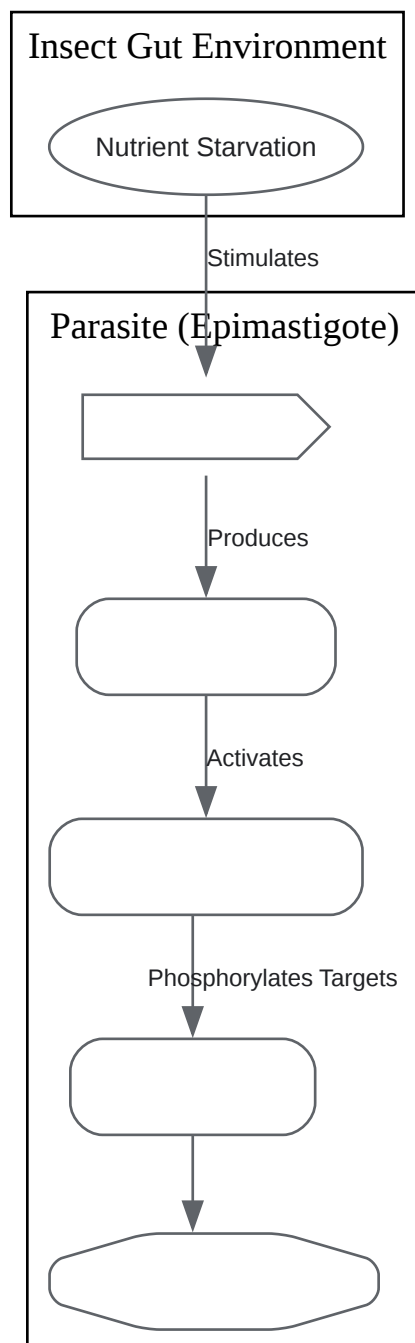 Insect Gut Environment
Nutrient Starvation
Stimulates
Parasite (Epimastigote)
Produces
Activates
Phosphorylates Targets